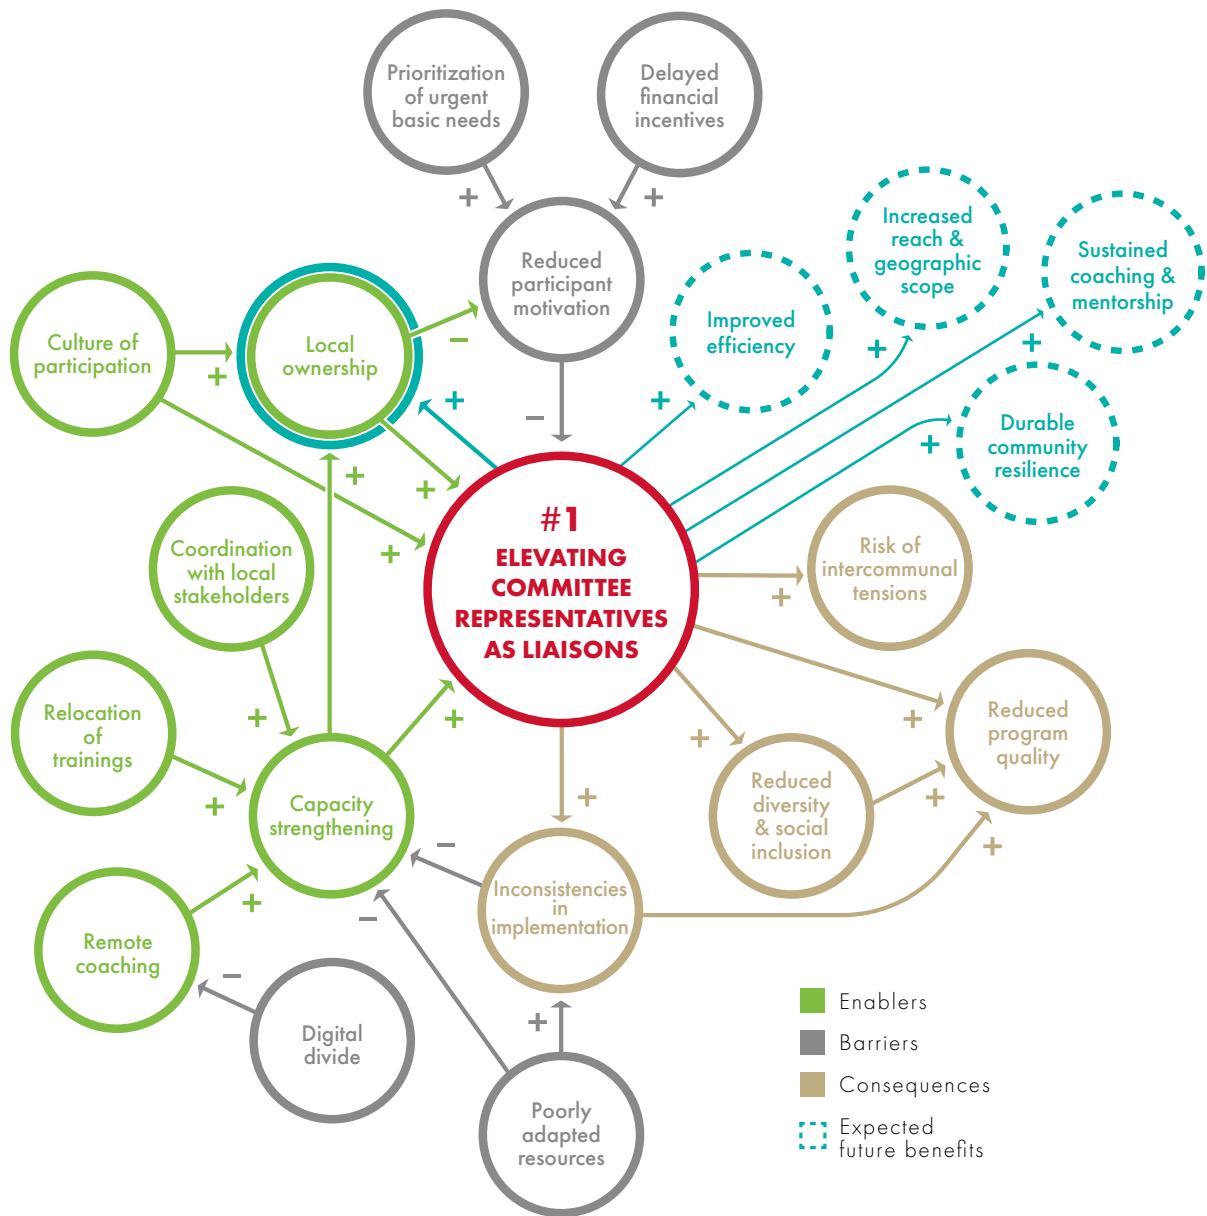 Prioritization
of urgent
basic needs
Delayed
financial
incentives
+
+
Increased
reach &
geographic
scope
Sustained
coaching &
mentorship
Reduced
participant
motivation
Improved
efficiency
Culture of
participation
+
Local
ownership
–
+
–
+
+
+
+
Durable
community
resilience
+
+
+
#1
ELEVATING
COMMITTEE
REPRESENTATIVES
AS LIAISONS
Coordination
with local
stakeholders
Risk of
intercommunal
tensions
+
Relocation
of
trainings
+
+
+
+
+
Reduced
program
quality
Capacity
strengthening
+
Reduced
diversity
& social
inclusion
+
+
–
–
+
Inconsistencies
in
implementation
Remote
coaching
–
Digital
divide
+
Poorly
adapted
resources
Enablers
Barriers
Consequences
Expected
future benefits